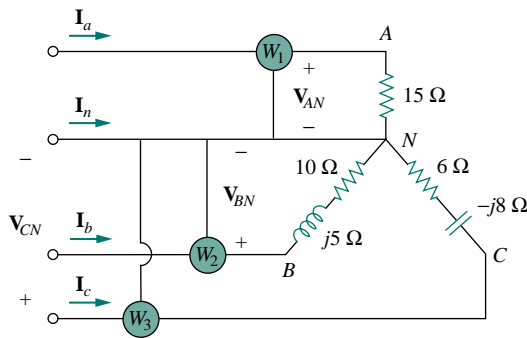 I_a
A
W_1
+
V_AN
15 Ω
I_n
−
N
−
−
10 Ω
6 Ω
V_BN
−j8 Ω
V_CN
I_b
+
j5 Ω
W_2
B
C
I_c
+
W_3